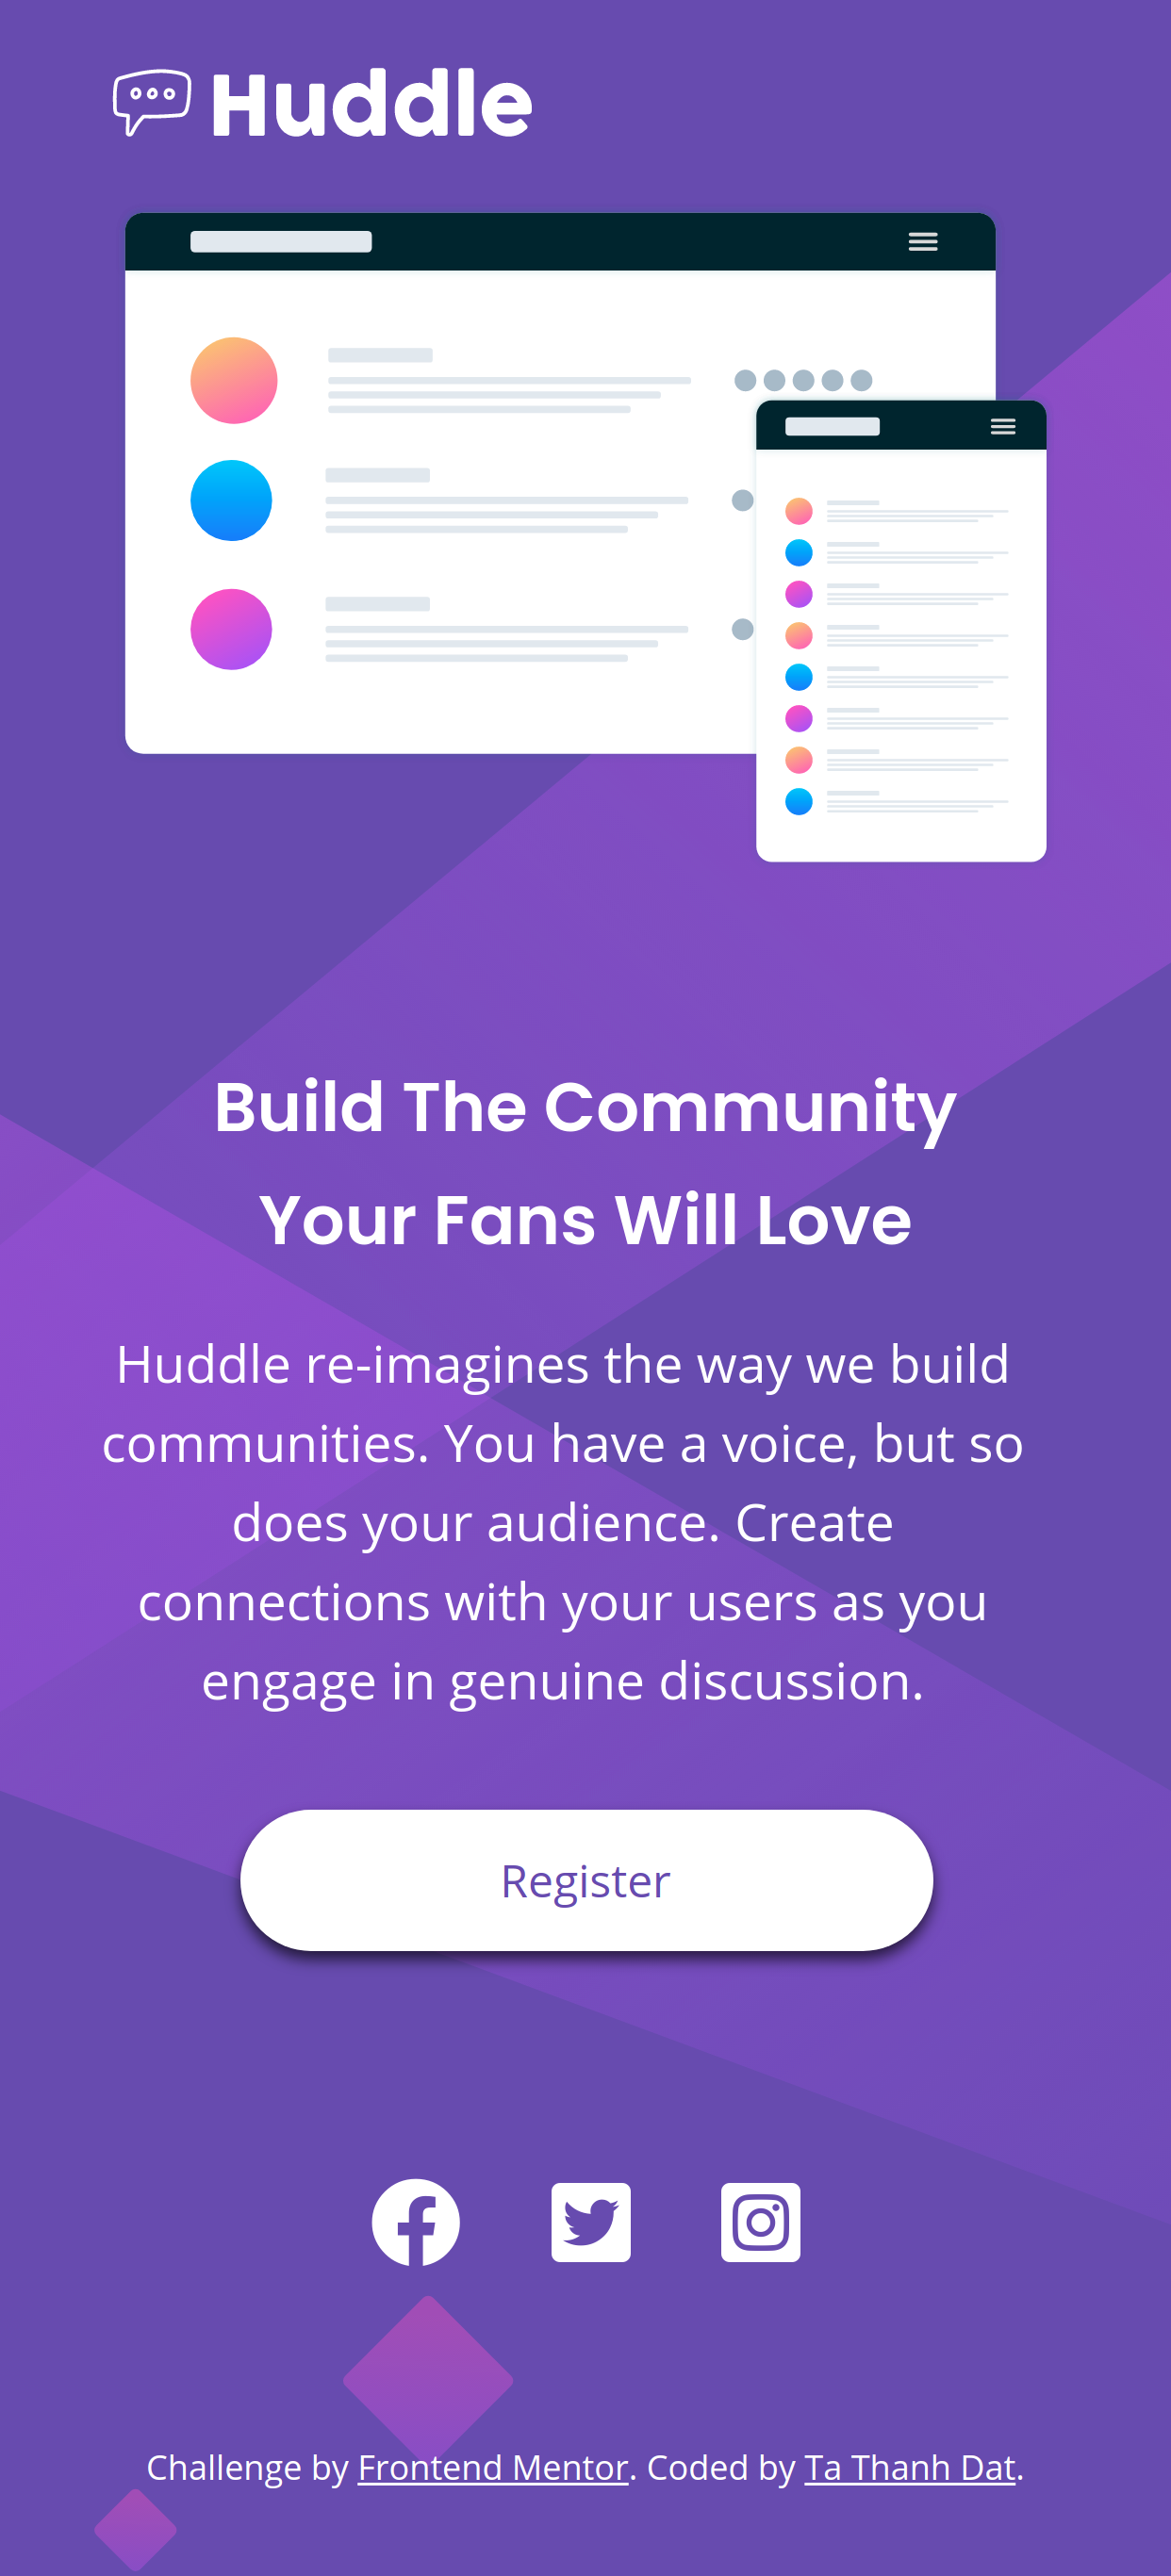 Huddle
Build The Community
Your Fans Will Love
Huddle re-imagines the way we build
communities. You have a voice, but so
does your audience. Create
connections with your users as you
engage in genuine discussion.
Register
Challenge by Frontend Mentor. Coded by Ta Thanh Dat.